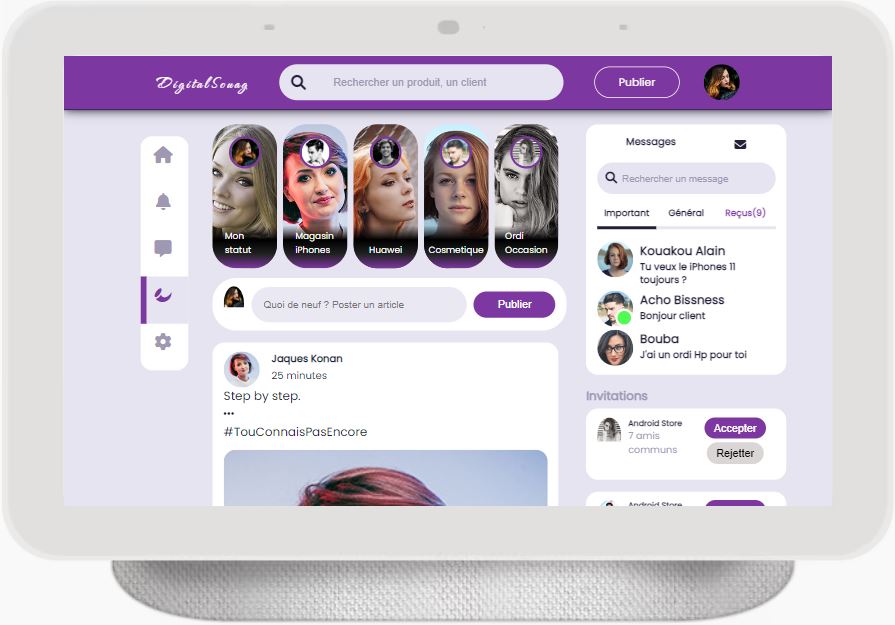 DigitalSouag
Rechercher un produit, un client
Publier
Mon
statut
Magasin
iPhones
Huawei
Cosmetique
Ordi
Occasion
Quoi de neuf ? Poster un article
Publier
Jaques Konan
25 minutes
Step by step.
•••
#TouConnaisPasEncore
Messages
Rechercher un message
Important
Général
Reçus(9)
Kouakou Alain
Tu veux le iPhones 11
toujours ?
Acho Bissness
Bonjour client
Bouba
J'ai un ordi Hp pour toi
Invitations
Android Store
7 amis
communs
Accepter
Rejetter
Android Store